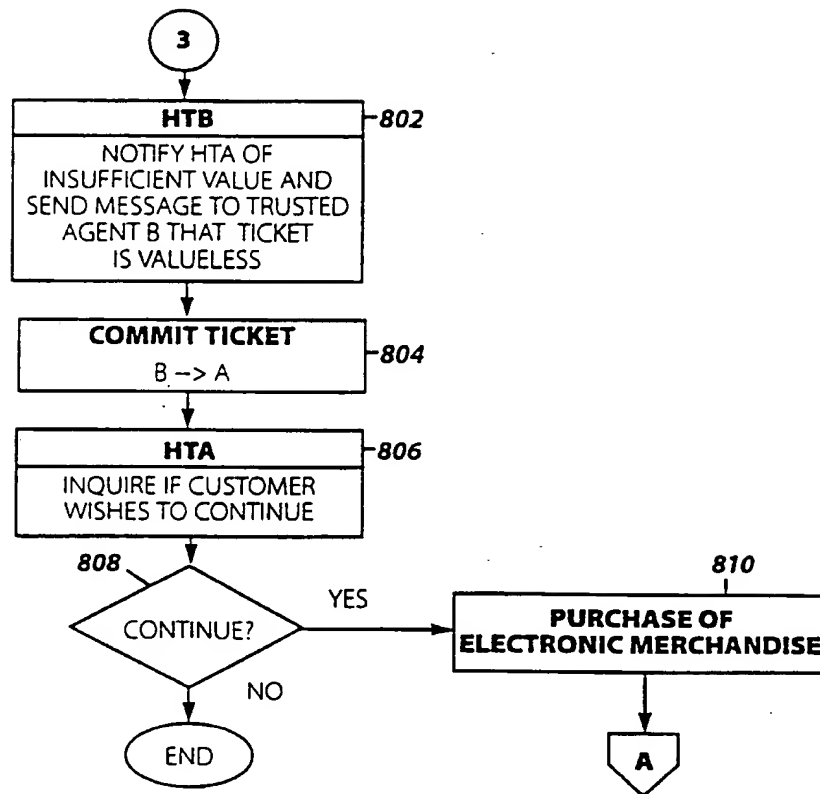 3
HTB
802
NOTIFY HTA OF
INSUFFICIENT VALUE AND
SEND MESSAGE TO TRUSTED
AGENT B THAT TICKET
IS VALUELESS
COMMIT TICKET
804
B --> A
HTA
806
INQUIRE IF CUSTOMER
WISHES TO CONTINUE
808
810
CONTINUE?
YES
PURCHASE OF
ELECTRONIC MERCHANDISE
NO
END
A